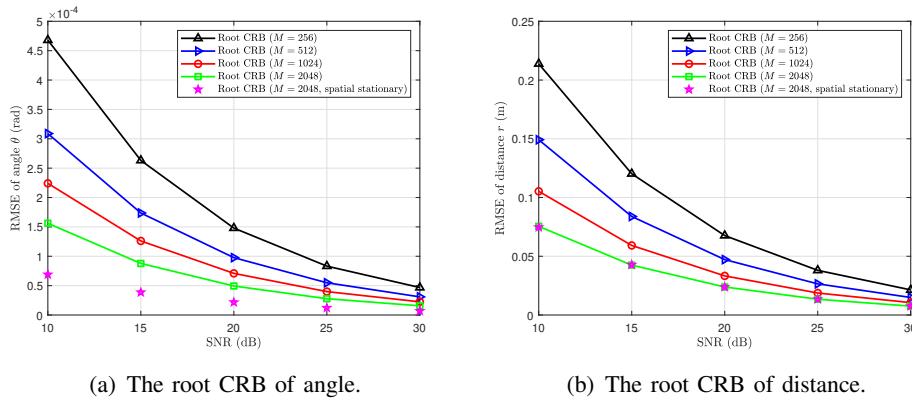 ×10⁻⁴
5
4.5
4
3.5
3
2.5
2
1.5
1
0.5
0
RMSE of angle θ (rad)
Root CRB (M = 256)
Root CRB (M = 512)
Root CRB (M = 1024)
Root CRB (M = 2048)
Root CRB (M = 2048, spatial stationary)
10 15 20 25 30
SNR (dB)
(a) The root CRB of angle.
0.25
0.2
0.15
0.1
0.05
0
RMSE of distance r (m)
Root CRB (M = 256)
Root CRB (M = 512)
Root CRB (M = 1024)
Root CRB (M = 2048)
Root CRB (M = 2048, spatial stationary)
10 15 20 25 30
SNR (dB)
(b) The root CRB of distance.